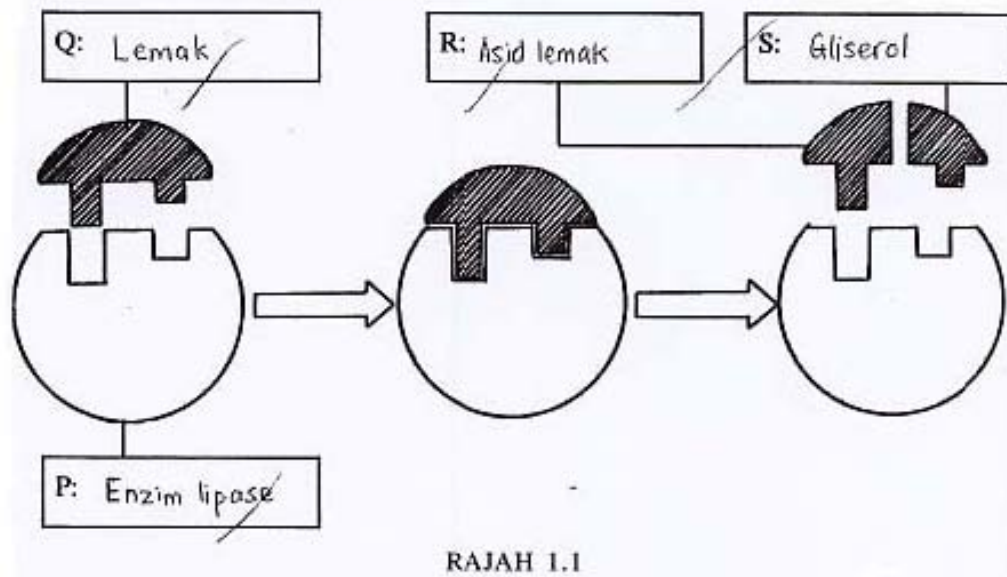 Q: Lemak
R: Asid lemak
S: Gliserol
P: Enzim lipase
RAJAH 1.1